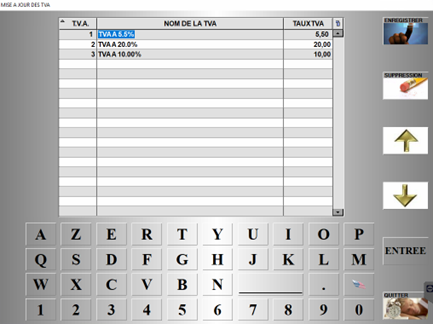 MISE A JOUR DES TVA
T.V.A. NOM DE LA TVA TAUXTVA
1 TVA A 5.5% 5,50
2 TVA A 20.0% 20,00
3 TVA A 10.00% 10,00
ENREGISTRER
SUPPRESSION
A Z E R T Y U I O P
Q S D F G H J K L M
ENTREE
W X C V B N _ .
1 2 3 4 5 6 7 8 9 0
QUITTER